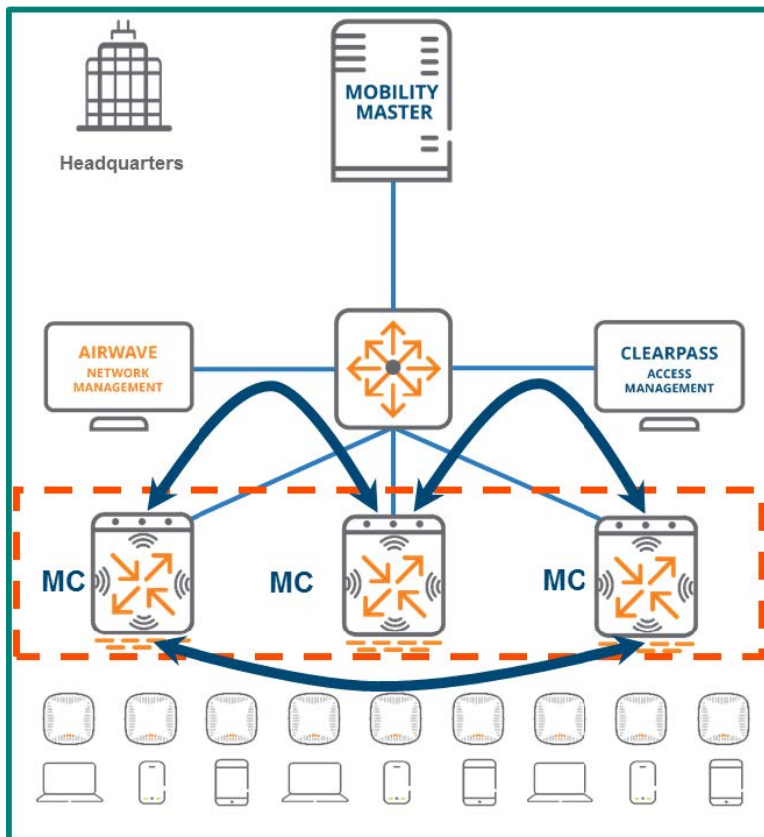 MOBILITY
MASTER
Headquarters
AIRWAVE
NETWORK
MANAGEMENT
CLEARPASS
ACCESS
MANAGEMENT
MC
MC
MC